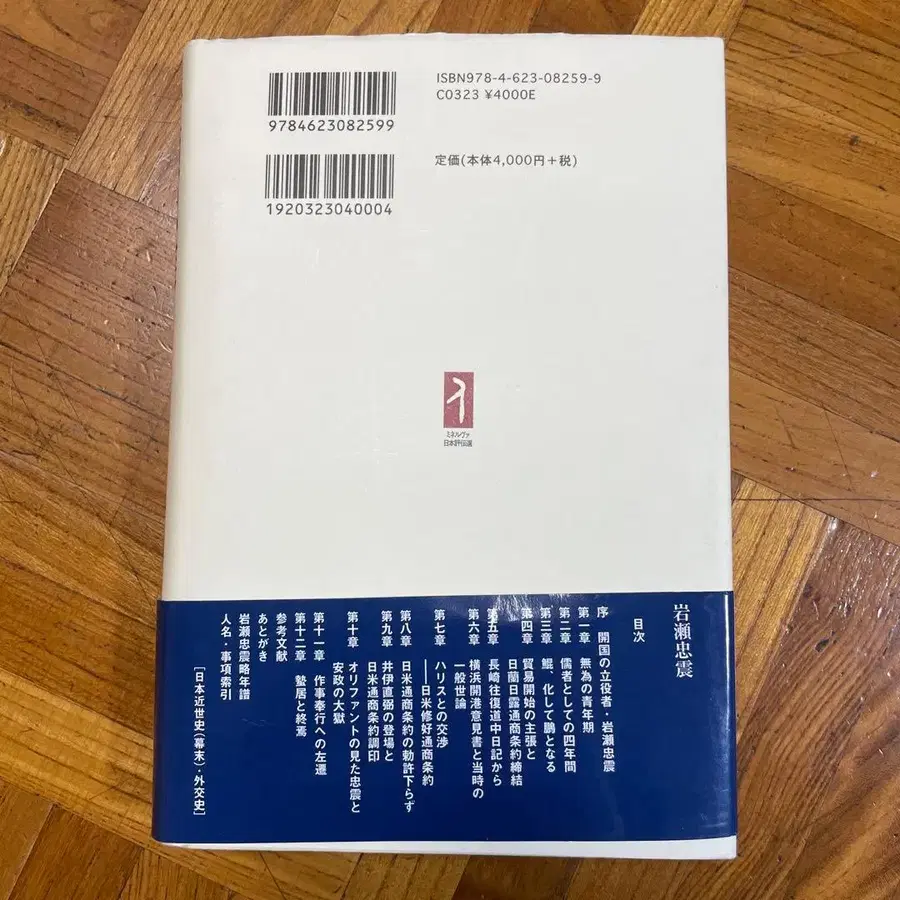 ISBN978-4-623-08259-9
C0323 ¥4000E
9784623082599
定価(本体4,000円+税)
1920323040004
ミネルヴァ
日本評伝選
岩瀬忠震
目次
序 開国の立役者・岩瀬忠震
第一章 無為の青年期
第二章 儒者としての四年間
第三章 鯤、化して鵬となる
第四章 貿易開始の主張と
日蘭日露通商条約締結
第五章 長崎往復道中日記から
第六章 横浜開港意見書と当時の
一般世論
第七章 ハリスとの交渉
──日米修好通商条約
第八章 日米通商条約の勅許下らず
第九章 井伊直弼の登場と
日米通商条約調印
第十章 オリファントの見た忠震と
安政の大獄
第十一章 作事奉行への左遷
第十二章 蟄居と終焉
参考文献
あとがき
岩瀬忠震略年譜
人名・事項索引
[日本近世史(幕末)・外交史]